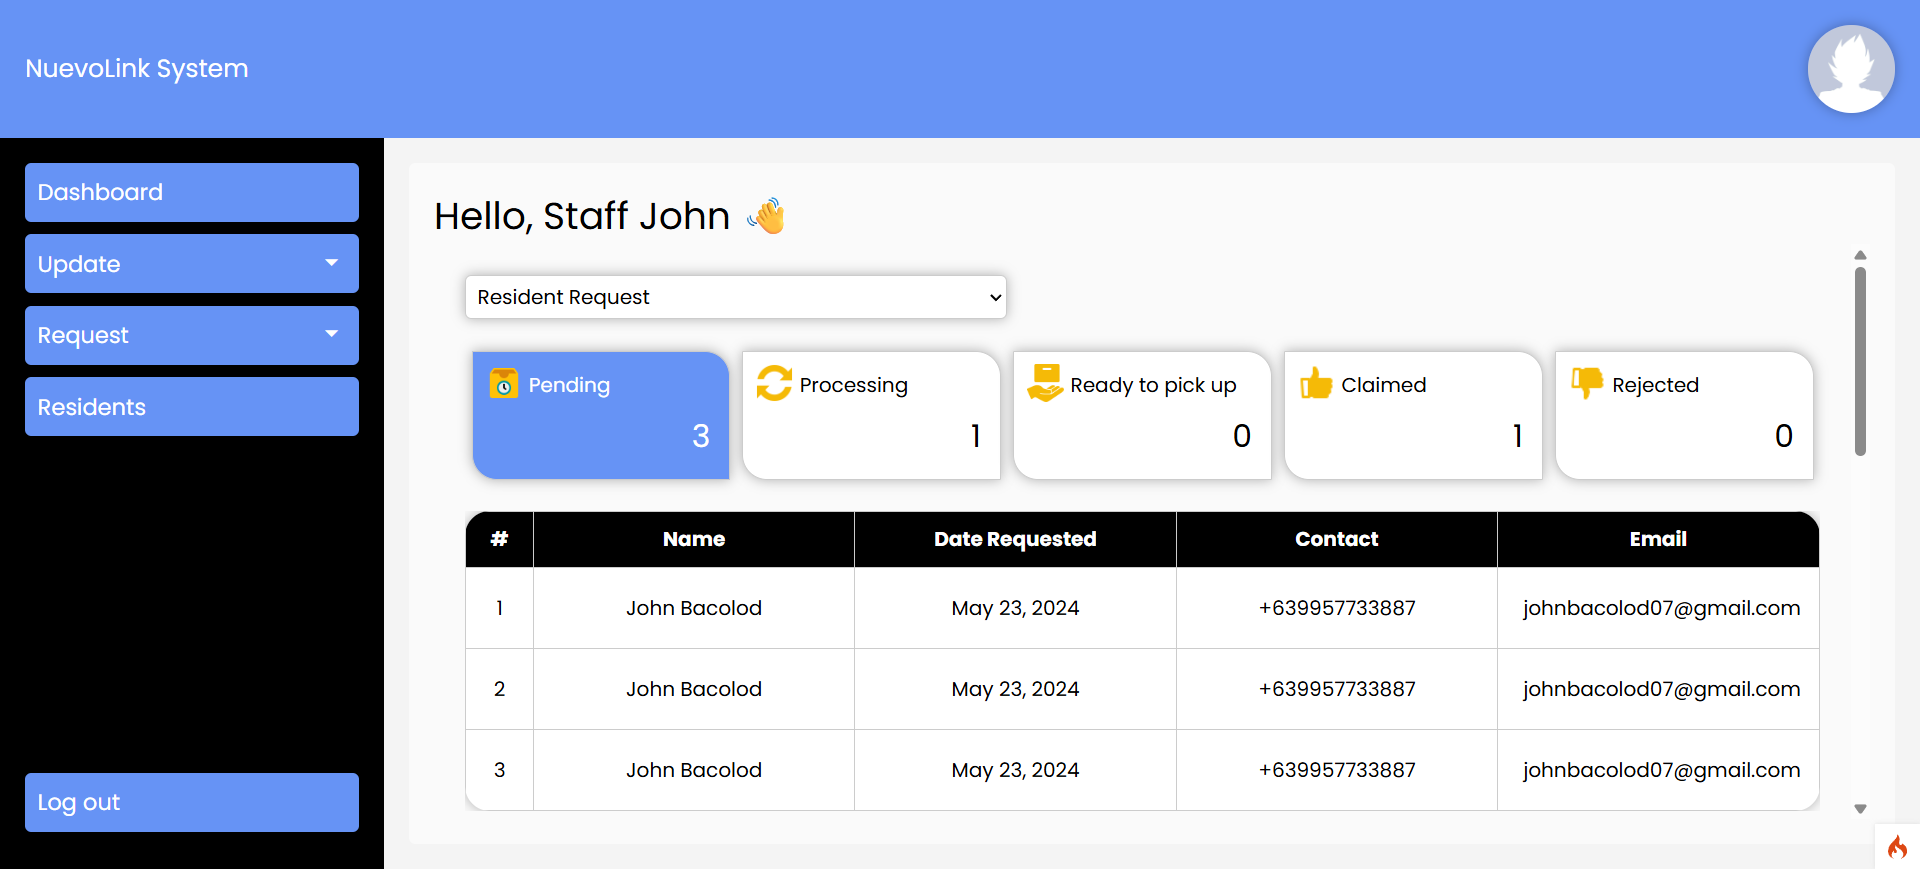 NuevoLink System
Dashboard
Update
Request
Residents
Log out
Hello, Staff John 👋
Resident Request
Pending
3
Processing
1
Ready to pick up
0
Claimed
1
Rejected
0
# Name Date Requested Contact Email
1 John Bacolod May 23, 2024 +639957733887 johnbacolod07@gmail.com
2 John Bacolod May 23, 2024 +639957733887 johnbacolod07@gmail.com
3 John Bacolod May 23, 2024 +639957733887 johnbacolod07@gmail.com